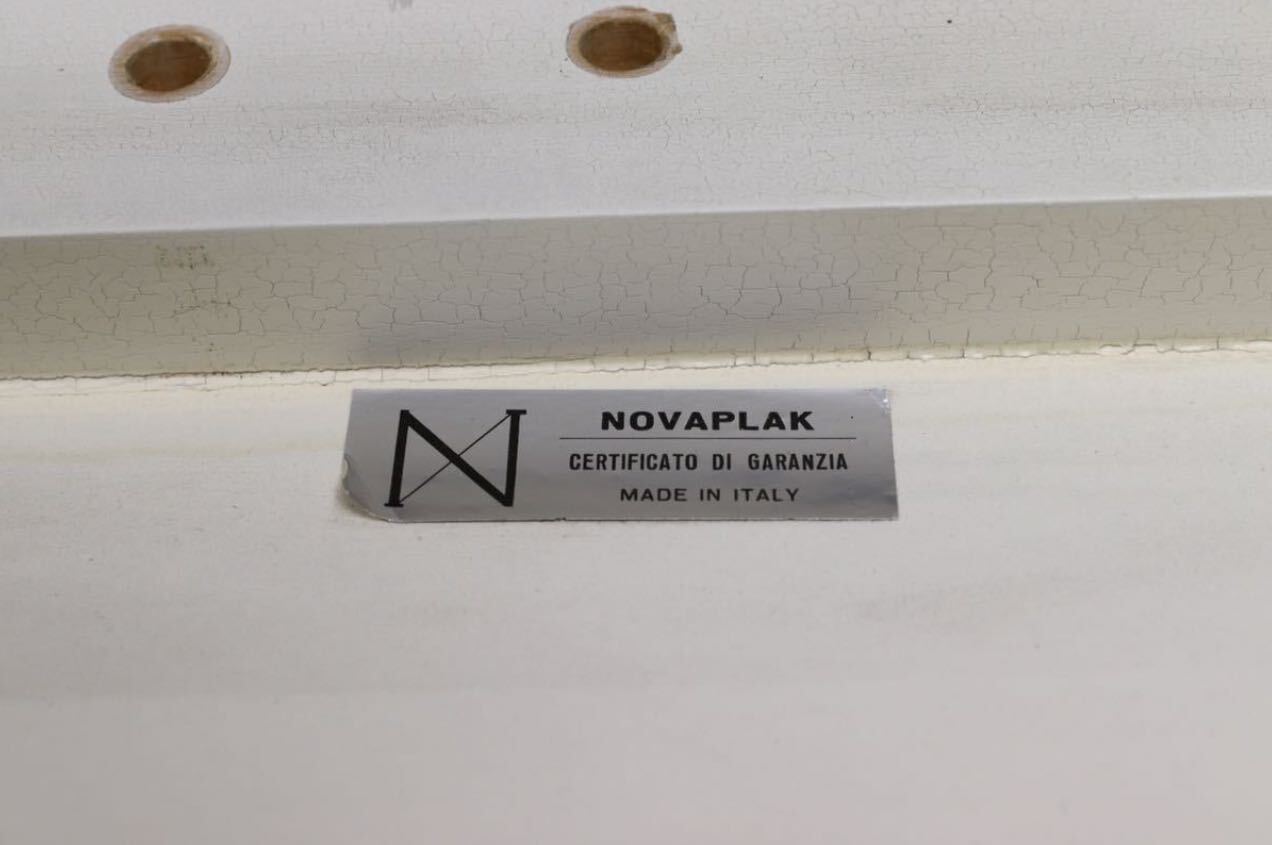 N
NOVAPLAK
CERTIFICATO DI GARANZIA
MADE IN ITALY